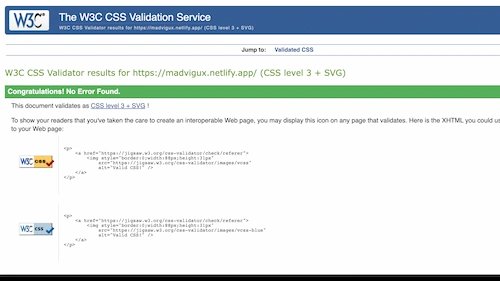 W3C The W3C CSS Validation Service
W3C CSS Validator results for https://madvigux.netlify.app/ (CSS level 3 + SVG)
Jump to: Validated CSS
W3C CSS Validator results for https://madvigux.netlify.app/ (CSS level 3 + SVG)
Congratulations! No Error Found.
This document validates as CSS level 3 + SVG !
To show your readers that you've taken the care to create an interoperable Web page, you may display this icon on any page that validates. Here is the XHTML you could us
to your Web page:
<p>
<a href="https://jigsaw.w3.org/css-validator/check/referer">
<img style="border:0;width:88px;height:31px"
src="https://jigsaw.w3.org/css-validator/images/vcss"
alt="Valid CSS!" />
</a>
</p>
W3C CSS
<p>
<a href="https://jigsaw.w3.org/css-validator/check/referer">
<img style="border:0;width:88px;height:31px"
src="https://jigsaw.w3.org/css-validator/images/vcss-blue"
alt="Valid CSS!" />
</a>
</p>
W3C CSS